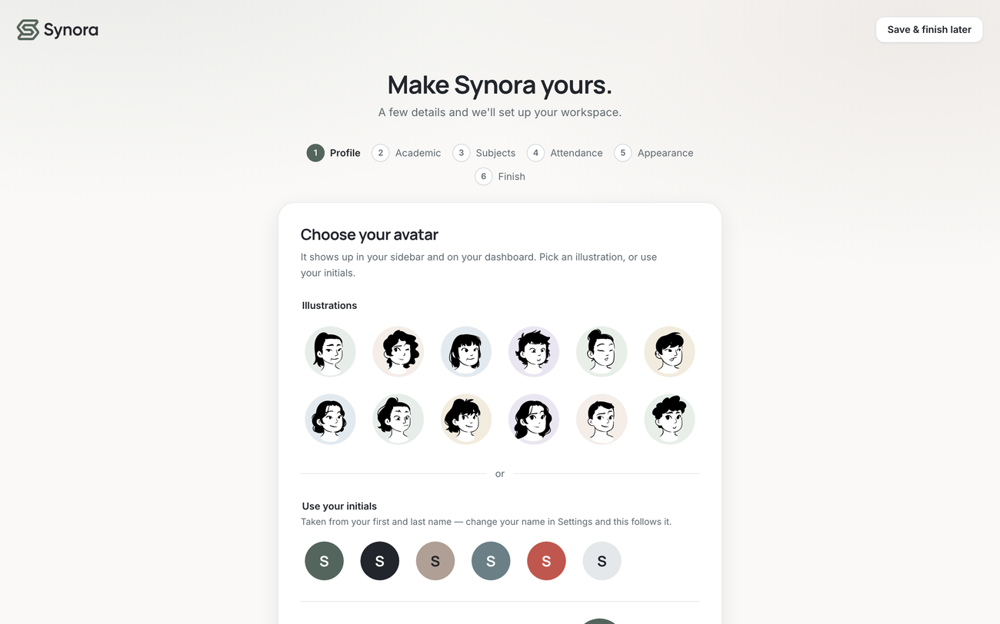 Synora
Save & finish later
Make Synora yours.
A few details and we'll set up your workspace.
1 Profile 2 Academic 3 Subjects 4 Attendance 5 Appearance
6 Finish
Choose your avatar
It shows up in your sidebar and on your dashboard. Pick an illustration, or use
your initials.
Illustrations
or
Use your initials
Taken from your first and last name — change your name in Settings and this follows it.
S S S S S S